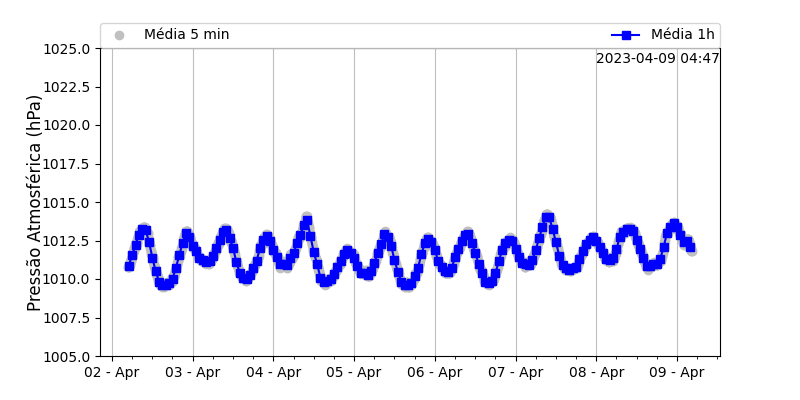 Média 5 min
Média 1h
2023-04-09 04:47
Pressão Atmosférica (hPa)
1025.0
1022.5
1020.0
1017.5
1015.0
1012.5
1010.0
1007.5
1005.0
02 - Apr
03 - Apr
04 - Apr
05 - Apr
06 - Apr
07 - Apr
08 - Apr
09 - Apr